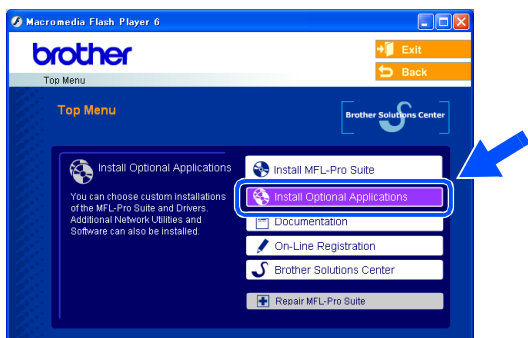 Macromedia Flash Player 6
brother
Exit
Back
Top Menu
Top Menu
Brother Solutions Center
Install Optional Applications
You can choose custom installations
of the MFL-Pro Suite and Drivers.
Additional Network Utilities and
Software can also be installed.
Install MFL-Pro Suite
Install Optional Applications
Documentation
On-Line Registration
Brother Solutions Center
Repair MFL-Pro Suite